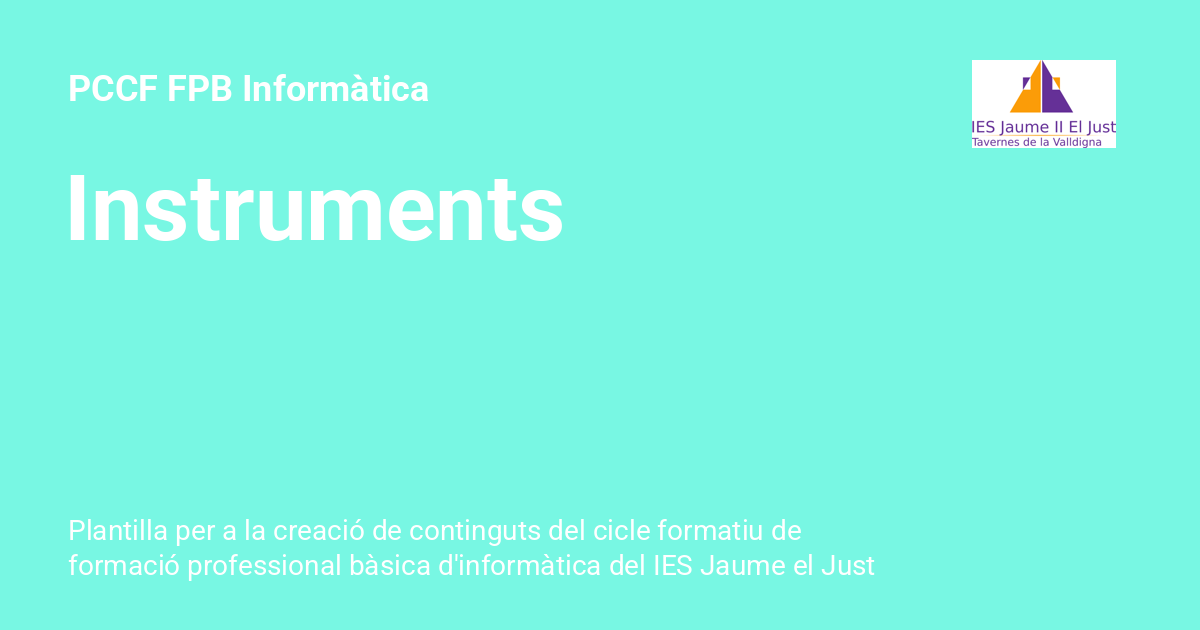 PCCF FPB Informàtica
IES Jaume II El Just
Tavernes de la Valldigna
Instruments
Plantilla per a la creació de continguts del cicle formatiu de
formació professional bàsica d'informàtica del IES Jaume el Just